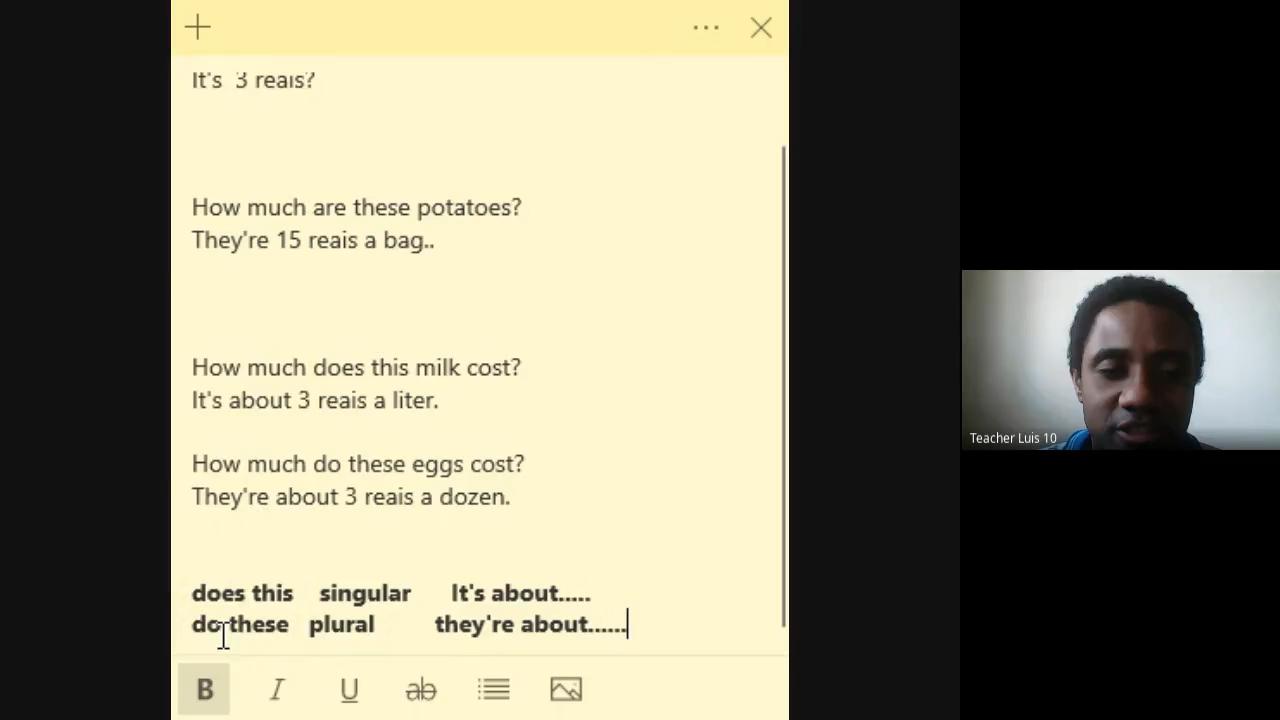 It's 3 reais?
How much are these potatoes?
They're 15 reais a bag..
How much does this milk cost?
It's about 3 reais a liter.
How much do these eggs cost?
They're about 3 reais a dozen.
does this singular It's about.....
do these plural they're about......
B I U ab
Teacher Luis 10